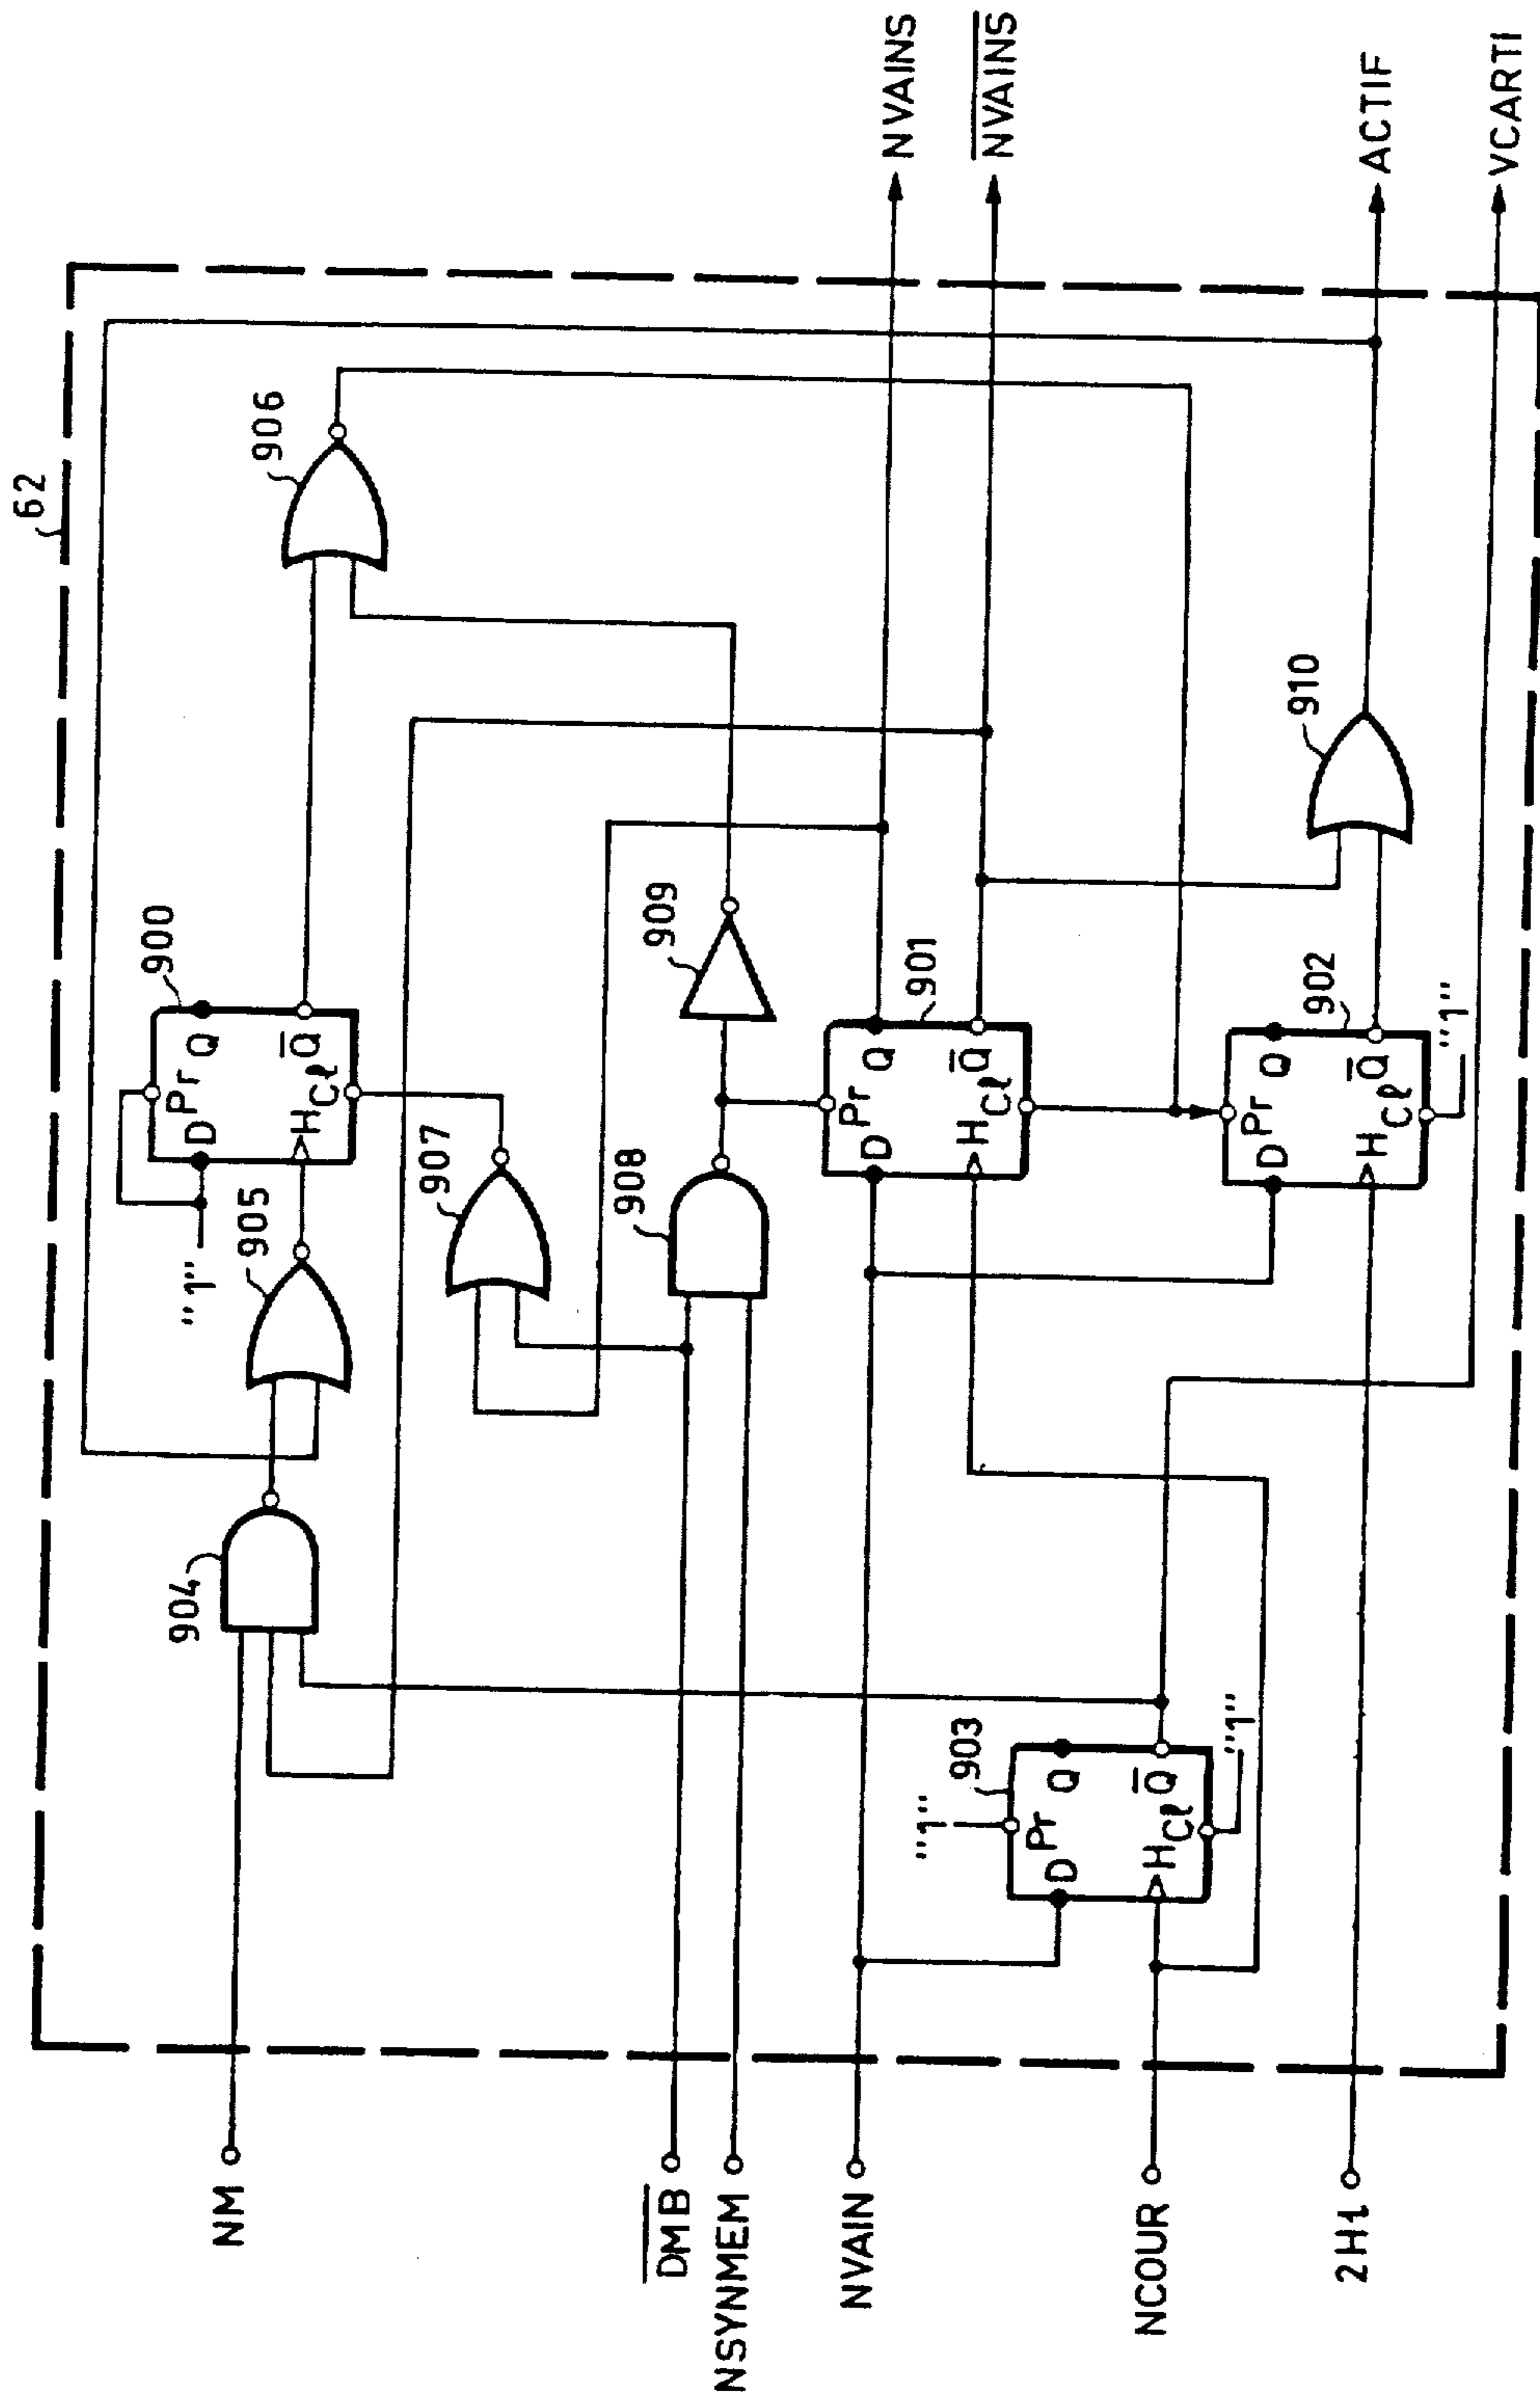 62
NM
DMB
NSYNMEM
NVAIN
NCOUR
2H1
904
905
"1"
900
D
Pr
Q
H
Cl
Q
906
907
908
909
901
D
Pr
Q
H
Cl
Q
902
D
Pr
Q
H
Cl
Q
"1"
903
"1"
D
Pr
Q
H
Cl
Q
"1"
910
NVAINS
NVAINS
ACTIF
VCARTI